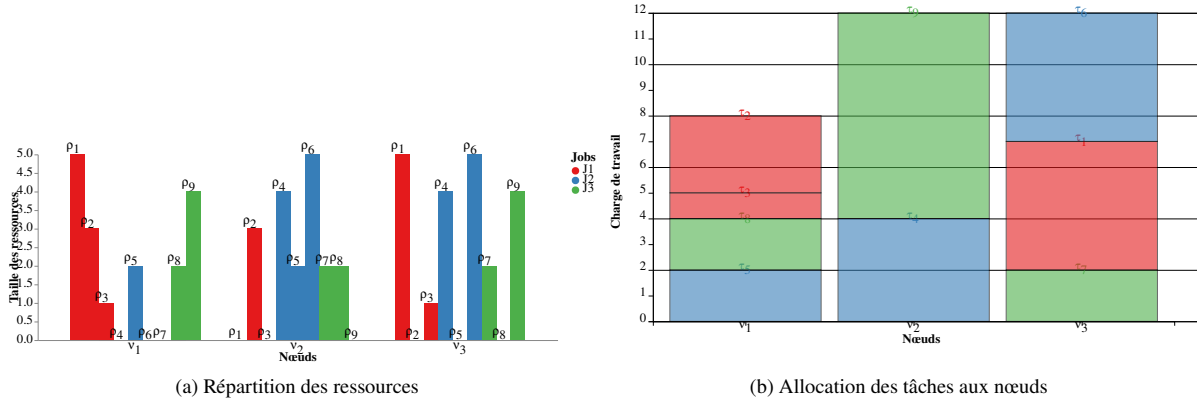 ρ1 ρ2 ρ3 ρ4 ρ5 ρ6 ρ7 ρ8 ρ9
ρ1 ρ2 ρ3 ρ4 ρ5 ρ6 ρ7 ρ8 ρ9
ρ1 ρ2 ρ3 ρ4 ρ5 ρ6 ρ7 ρ8 ρ9
5.0
4.5
4.0
3.5
3.0
2.5
2.0
1.5
1.0
0.5
0.0
Taille des ressources
ν1 ν2 ν3
Nœuds
Jobs
J1
J2
J3
(a) Répartition des ressources
12
11
10
9
8
7
6
5
4
3
2
1
0
Charge de travail
τ2
τ3
τ8
τ5
τ9
τ4
τ6
τ1
τ7
ν1 ν2 ν3
Nœuds
(b) Allocation des tâches aux nœuds